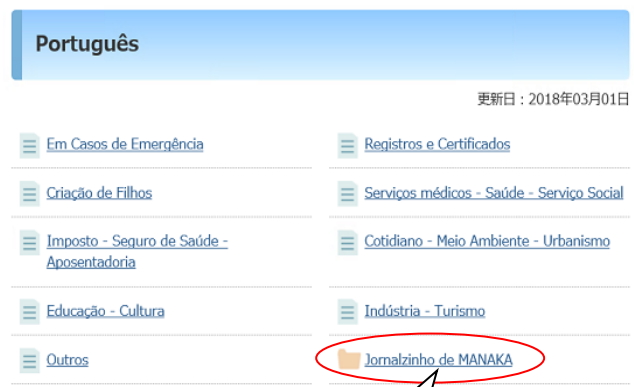 Português
更新日：2018年03月01日
Em Casos de Emergência
Registros e Certificados
Criação de Filhos
Serviços médicos - Saúde - Serviço Social
Imposto - Seguro de Saúde -
Aposentadoria
Cotidiano - Meio Ambiente - Urbanismo
Educação - Cultura
Indústria - Turismo
Outros
Jornalzinho de MANAKA